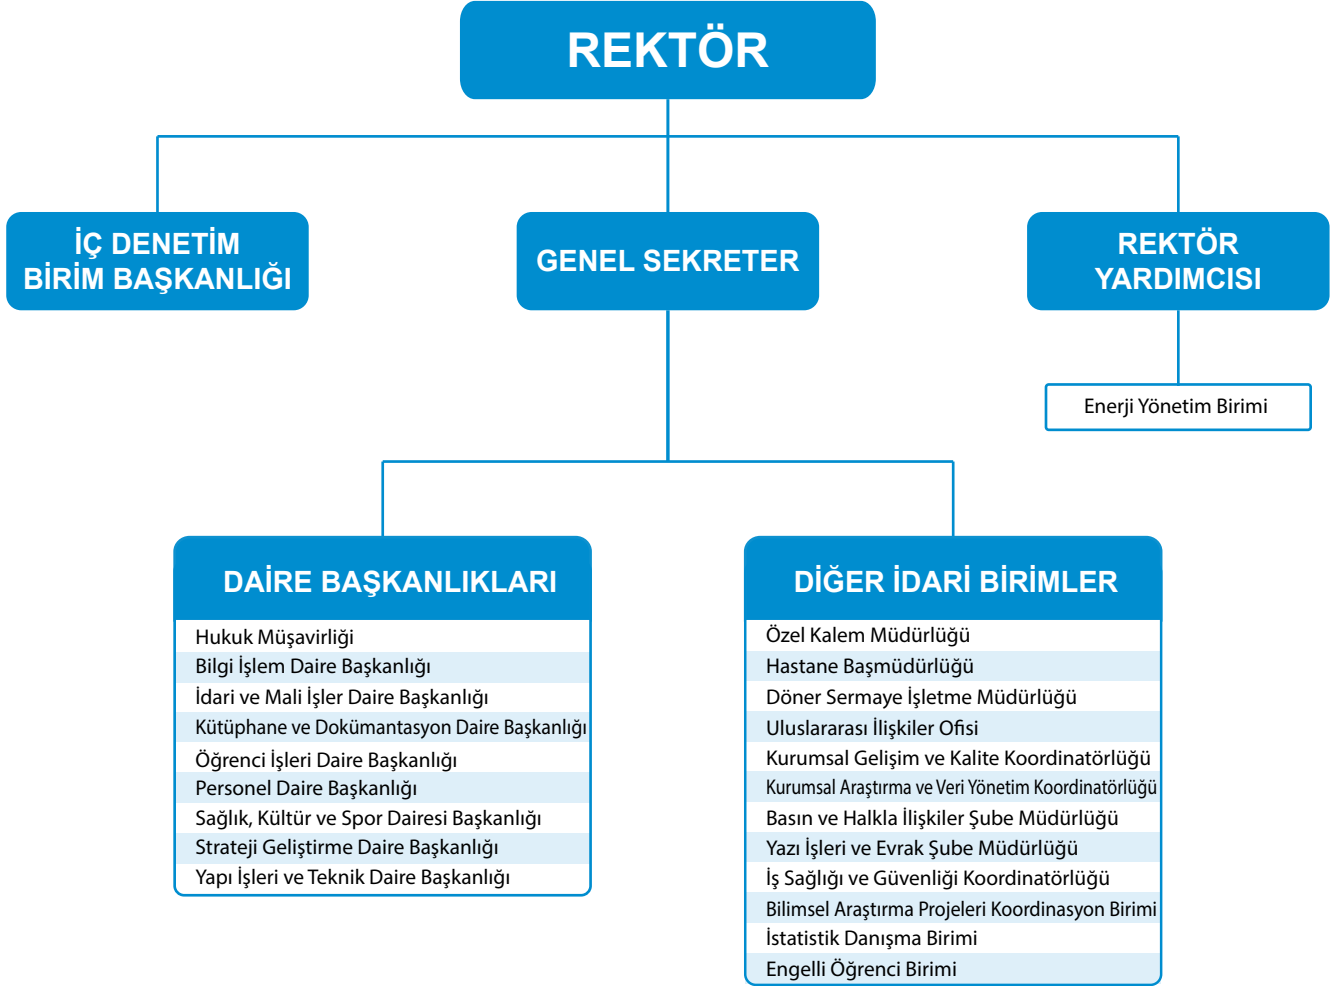 REKTÖR
İÇ DENETİM
BİRİM BAŞKANLIĞI
GENEL SEKRETER
REKTÖR
YARDIMCISI
Enerji Yönetim Birimi
DAİRE BAŞKANLIKLARI
Hukuk Müşavirliği
Bilgi İşlem Daire Başkanlığı
İdari ve Mali İşler Daire Başkanlığı
Kütüphane ve Dokümantasyon Daire Başkanlığı
Öğrenci İşleri Daire Başkanlığı
Personel Daire Başkanlığı
Sağlık, Kültür ve Spor Dairesi Başkanlığı
Strateji Geliştirme Daire Başkanlığı
Yapı İşleri ve Teknik Daire Başkanlığı
DİĞER İDARİ BİRİMLER
Özel Kalem Müdürlüğü
Hastane Başmüdürlüğü
Döner Sermaye İşletme Müdürlüğü
Uluslararası İlişkiler Ofisi
Kurumsal Gelişim ve Kalite Koordinatörlüğü
Kurumsal Araştırma ve Veri Yönetim Koordinatörlüğü
Basın ve Halkla İlişkiler Şube Müdürlüğü
Yazı İşleri ve Evrak Şube Müdürlüğü
İş Sağlığı ve Güvenliği Koordinatörlüğü
Bilimsel Araştırma Projeleri Koordinasyon Birimi
İstatistik Danışma Birimi
Engelli Öğrenci Birimi